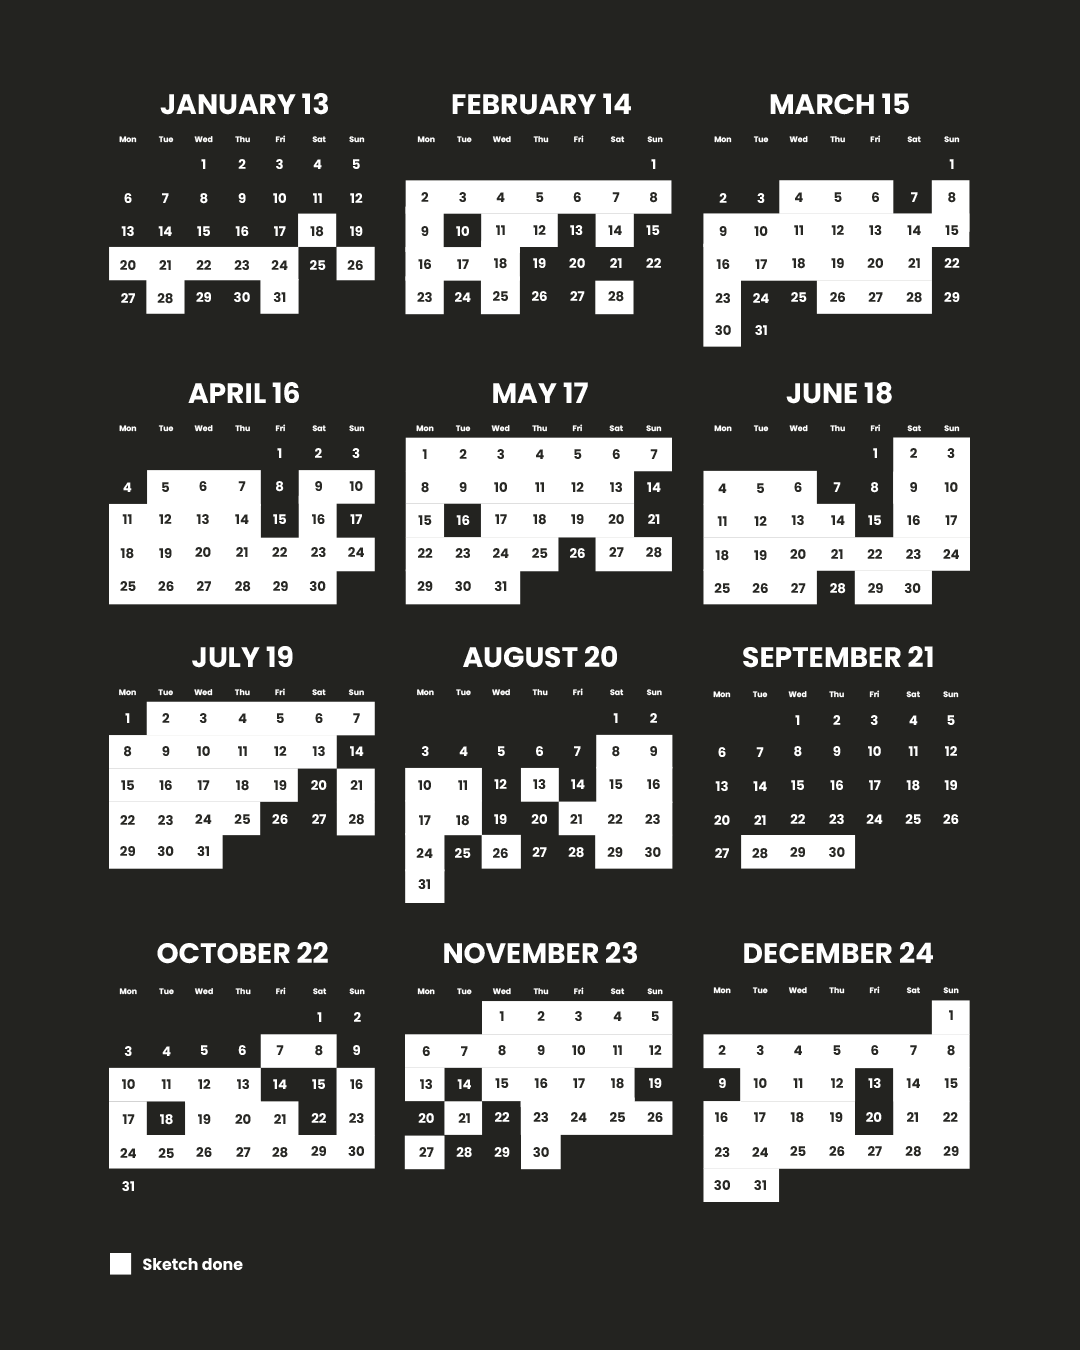 JANUARY 13
Mon Tue Wed Thu Fri Sat Sun
1 2 3 4 5
6 7 8 9 10 11 12
13 14 15 16 17 18 19
20 21 22 23 24 25 26
27 28 29 30 31
FEBRUARY 14
Mon Tue Wed Thu Fri Sat Sun
1
2 3 4 5 6 7 8
9 10 11 12 13 14 15
16 17 18 19 20 21 22
23 24 25 26 27 28
MARCH 15
Mon Tue Wed Thu Fri Sat Sun
1
2 3 4 5 6 7 8
9 10 11 12 13 14 15
16 17 18 19 20 21 22
23 24 25 26 27 28 29
30 31
APRIL 16
Mon Tue Wed Thu Fri Sat Sun
1 2 3
4 5 6 7 8 9 10
11 12 13 14 15 16 17
18 19 20 21 22 23 24
25 26 27 28 29 30
MAY 17
Mon Tue Wed Thu Fri Sat Sun
1 2 3 4 5 6 7
8 9 10 11 12 13 14
15 16 17 18 19 20 21
22 23 24 25 26 27 28
29 30 31
JUNE 18
Mon Tue Wed Thu Fri Sat Sun
1 2 3
4 5 6 7 8 9 10
11 12 13 14 15 16 17
18 19 20 21 22 23 24
25 26 27 28 29 30
JULY 19
Mon Tue Wed Thu Fri Sat Sun
1 2 3 4 5 6 7
8 9 10 11 12 13 14
15 16 17 18 19 20 21
22 23 24 25 26 27 28
29 30 31
AUGUST 20
Mon Tue Wed Thu Fri Sat Sun
1 2
3 4 5 6 7 8 9
10 11 12 13 14 15 16
17 18 19 20 21 22 23
24 25 26 27 28 29 30
31
SEPTEMBER 21
Mon Tue Wed Thu Fri Sat Sun
1 2 3 4 5
6 7 8 9 10 11 12
13 14 15 16 17 18 19
20 21 22 23 24 25 26
27 28 29 30
OCTOBER 22
Mon Tue Wed Thu Fri Sat Sun
1 2
3 4 5 6 7 8 9
10 11 12 13 14 15 16
17 18 19 20 21 22 23
24 25 26 27 28 29 30
31
NOVEMBER 23
Mon Tue Wed Thu Fri Sat Sun
1 2 3 4 5
6 7 8 9 10 11 12
13 14 15 16 17 18 19
20 21 22 23 24 25 26
27 28 29 30
DECEMBER 24
Mon Tue Wed Thu Fri Sat Sun
1
2 3 4 5 6 7 8
9 10 11 12 13 14 15
16 17 18 19 20 21 22
23 24 25 26 27 28 29
30 31
Sketch done